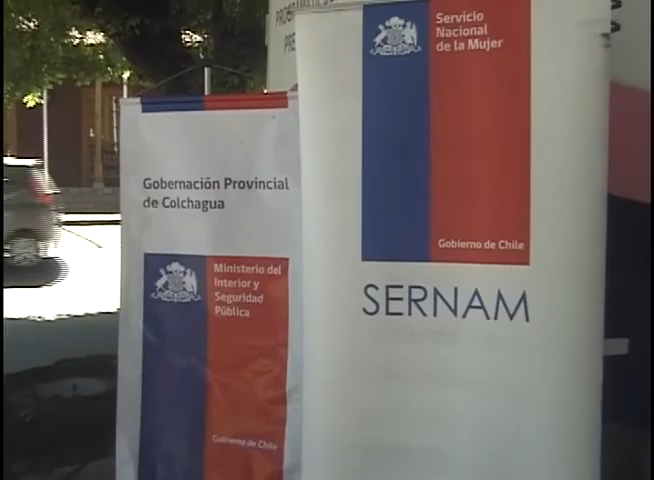 Gobernación Provincial
de Colchagua
Ministerio del
Interior y
Seguridad
Pública
Gobierno de Chile
Servicio
Nacional
de la Mujer
Gobierno de Chile
SERNAM